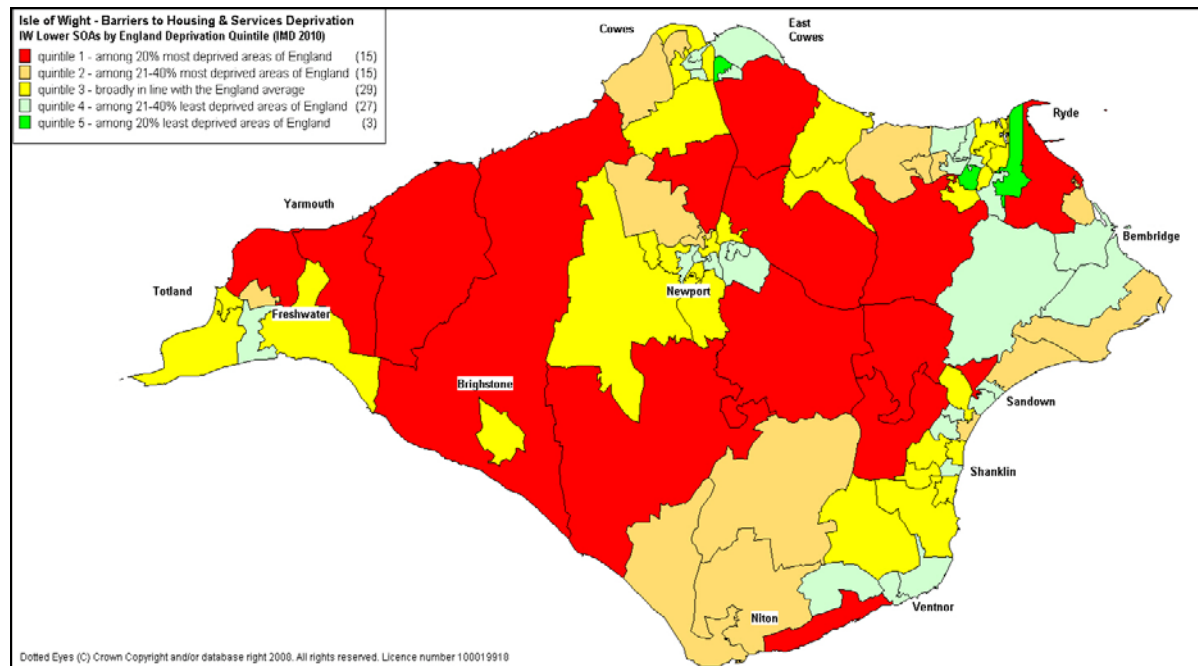 Isle of Wight - Barriers to Housing & Services Deprivation
IW Lower SOAs by England Deprivation Quintile (IMD 2010)
quintile 1 - among 20% most deprived areas of England (15)
quintile 2 - among 21-40% most deprived areas of England (15)
quintile 3 - broadly in line with the England average (29)
quintile 4 - among 21-40% least deprived areas of England (27)
quintile 5 - among 20% least deprived areas of England (3)
Cowes
East
Cowes
Ryde
Yarmouth
Bembridge
Totland
Newport
Freshwater
Brighstone
Sandown
Shanklin
Ventnor
Niton
Dotted Eyes (C) Crown Copyright and/or database right 2008. All rights reserved. Licence number 100019918